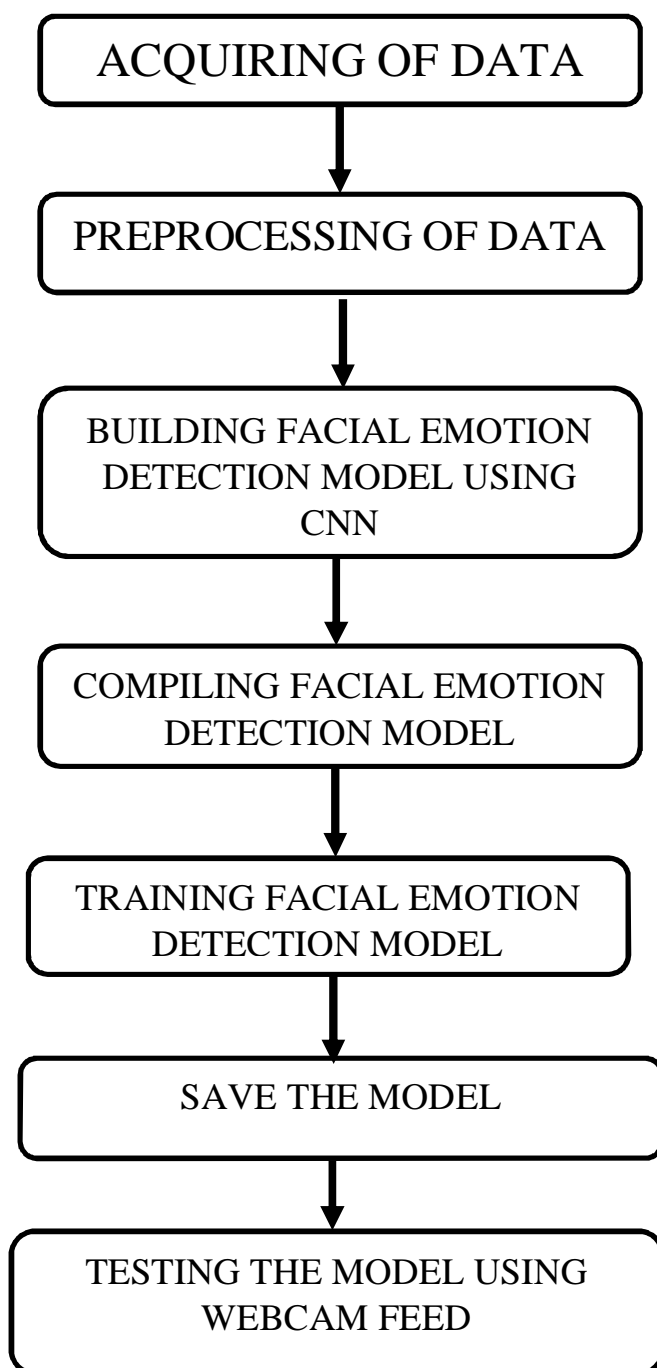 ACQUIRING OF DATA
PREPROCESSING OF DATA
BUILDING FACIAL EMOTION
DETECTION MODEL USING
CNN
COMPILING FACIAL EMOTION
DETECTION MODEL
TRAINING FACIAL EMOTION
DETECTION MODEL
SAVE THE MODEL
TESTING THE MODEL USING
WEBCAM FEED